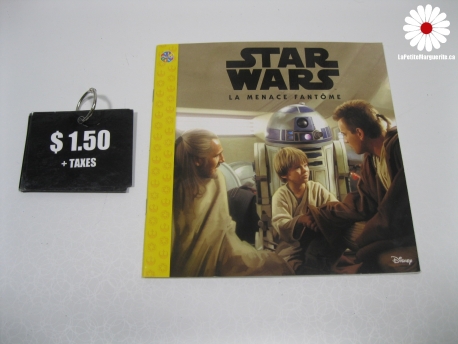 LaPetiteMarguerite.ca
$ 1.50
+ TAXES
STAR
WARS
LA MENACE FANTÔME
Disney